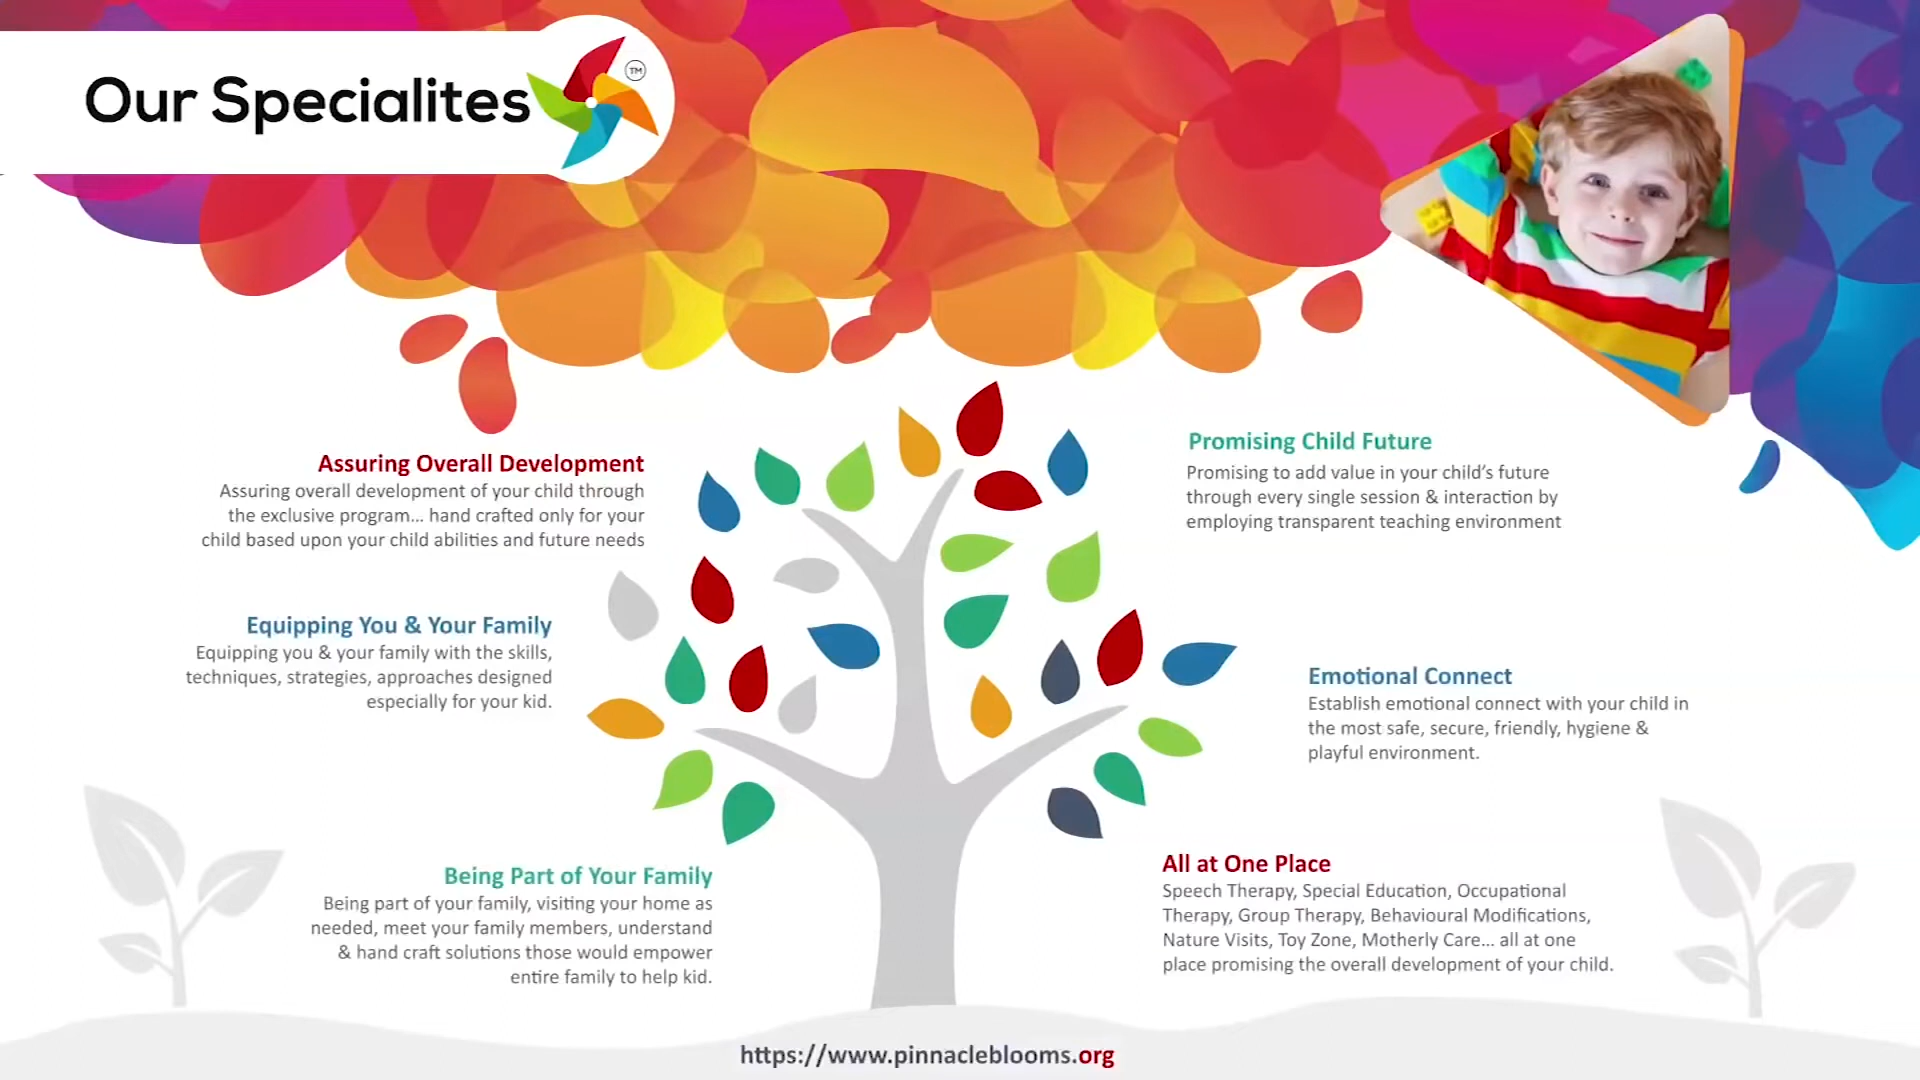 Our Specialites
TM
Assuring Overall Development
Assuring overall development of your child through
the exclusive program... hand crafted only for your
child based upon your child abilities and future needs
Equipping You & Your Family
Equipping you & your family with the skills,
techniques, strategies, approaches designed
especially for your kid.
Being Part of Your Family
Being part of your family, visiting your home as
needed, meet your family members, understand
& hand craft solutions those would empower
entire family to help kid.
Promising Child Future
Promising to add value in your child's future
through every single session & interaction by
employing transparent teaching environment
Emotional Connect
Establish emotional connect with your child in
the most safe, secure, friendly, hygiene &
playful environment.
All at One Place
Speech Therapy, Special Education, Occupational
Therapy, Group Therapy, Behavioural Modifications,
Nature Visits, Toy Zone, Motherly Care... all at one
place promising the overall development of your child.
https://www.pinnacleblooms.org